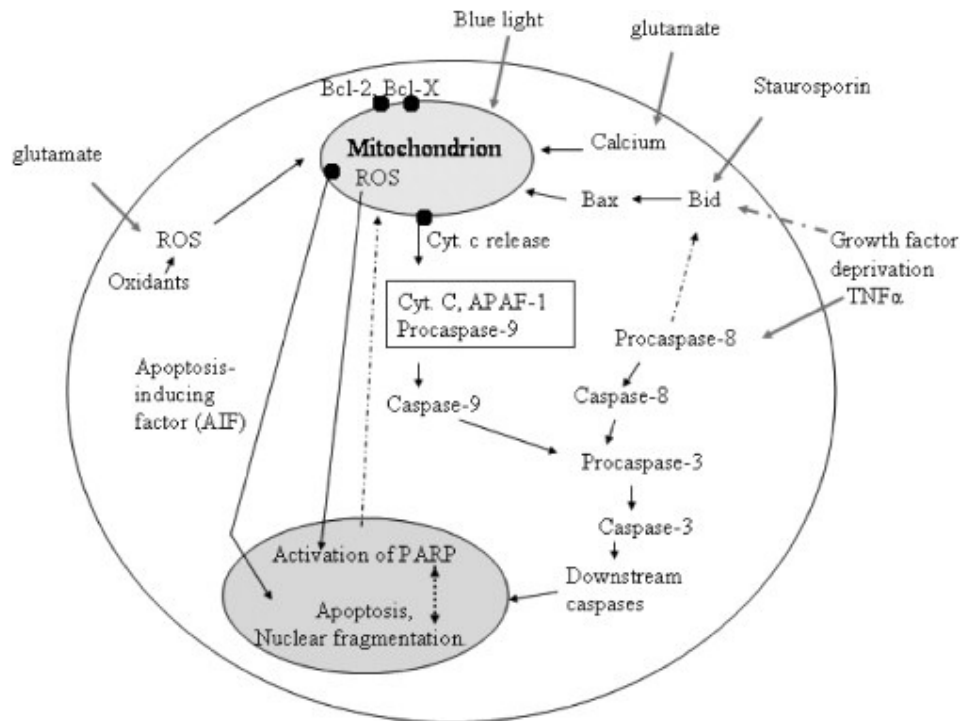 Blue light
glutamate
Bcl-2, Bcl-X
Staurosporin
Mitochondrion
Calcium
glutamate
ROS
Bax
Bid
ROS
Cyt. c release
Growth factor
deprivation
TNFα
Oxidants
Cyt. C, APAF-1
Procaspase-9
Procaspase-8
Apoptosis-
inducing
factor (AIF)
Caspase-9
Caspase-8
Procaspase-3
Caspase-3
Activation of PARP
Downstream
caspases
Apoptosis,
Nuclear fragmentation